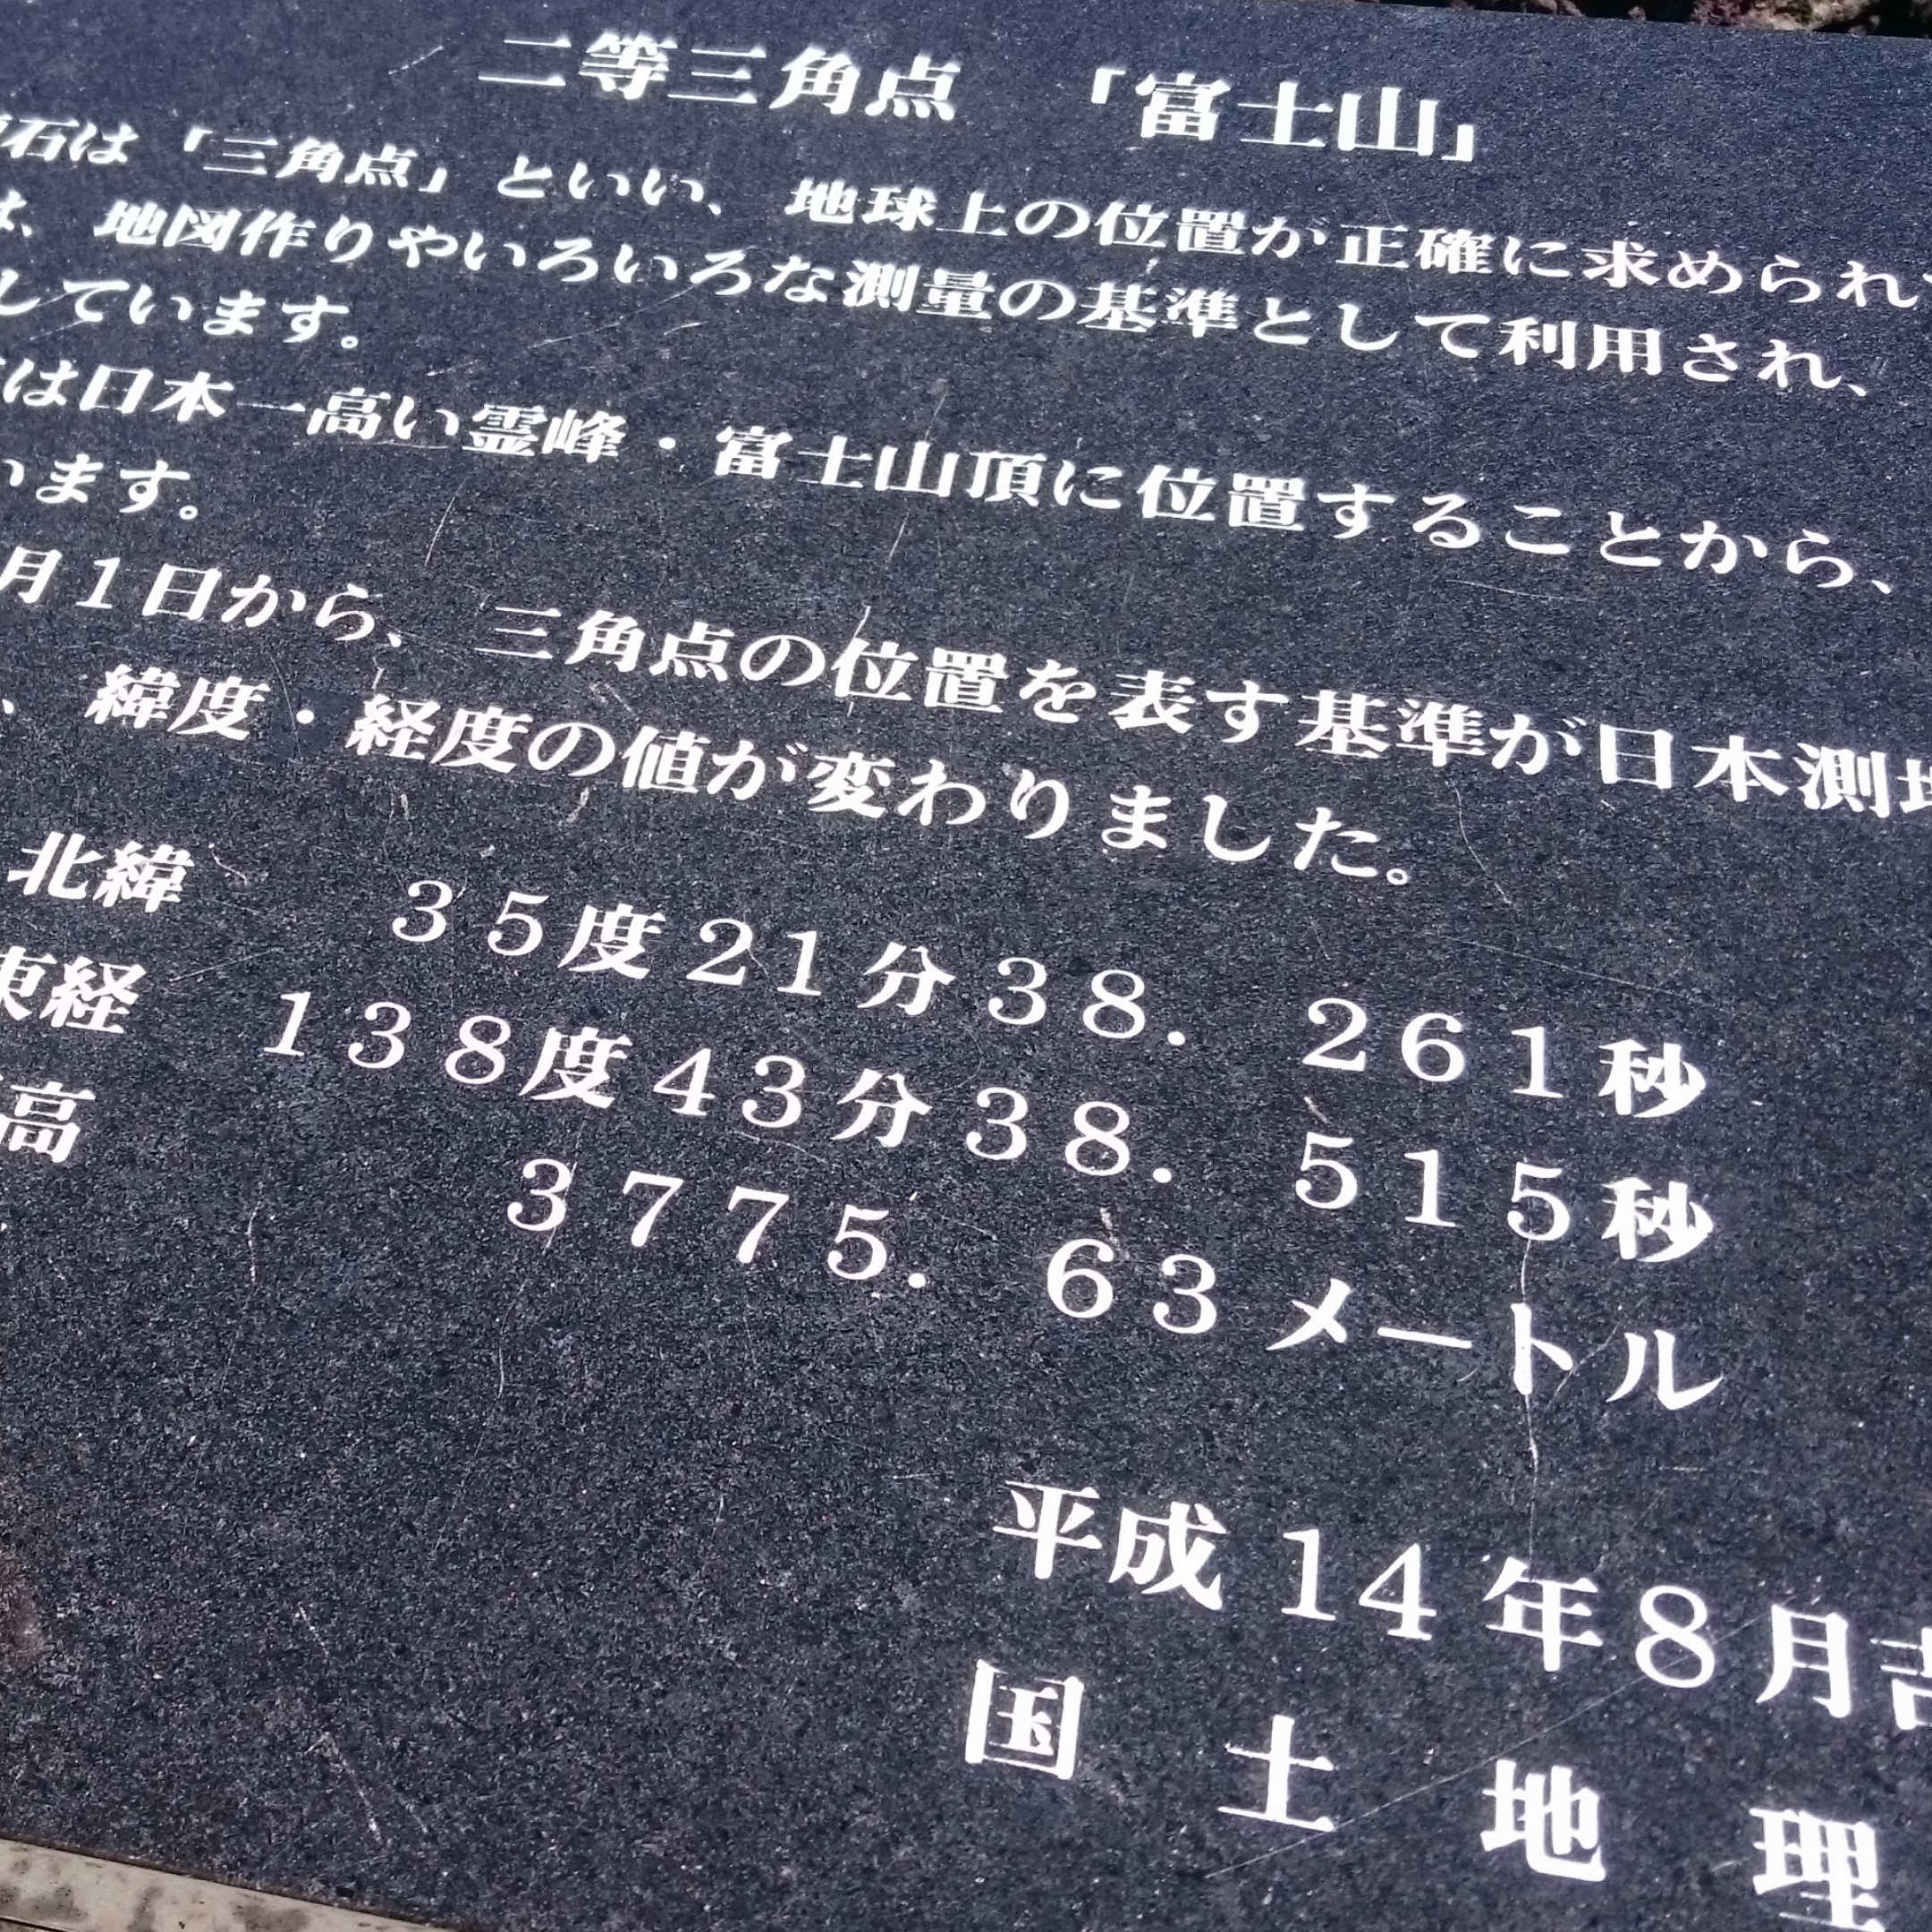 二等三角点 「富士山」
石は「三角点」といい、地球上の位置が正確に求められ
は、地図作りやいろいろな測量の基準として利用され、
しています。
は日本一高い霊峰・富士山頂に位置することから、
います。
月1日から、三角点の位置を表す基準が日本測地
、緯度・経度の値が変わりました。
北緯 35度21分38.261秒
東経 138度43分38.515秒
高 3775.63メートル
平成14年8月吉
国土地理